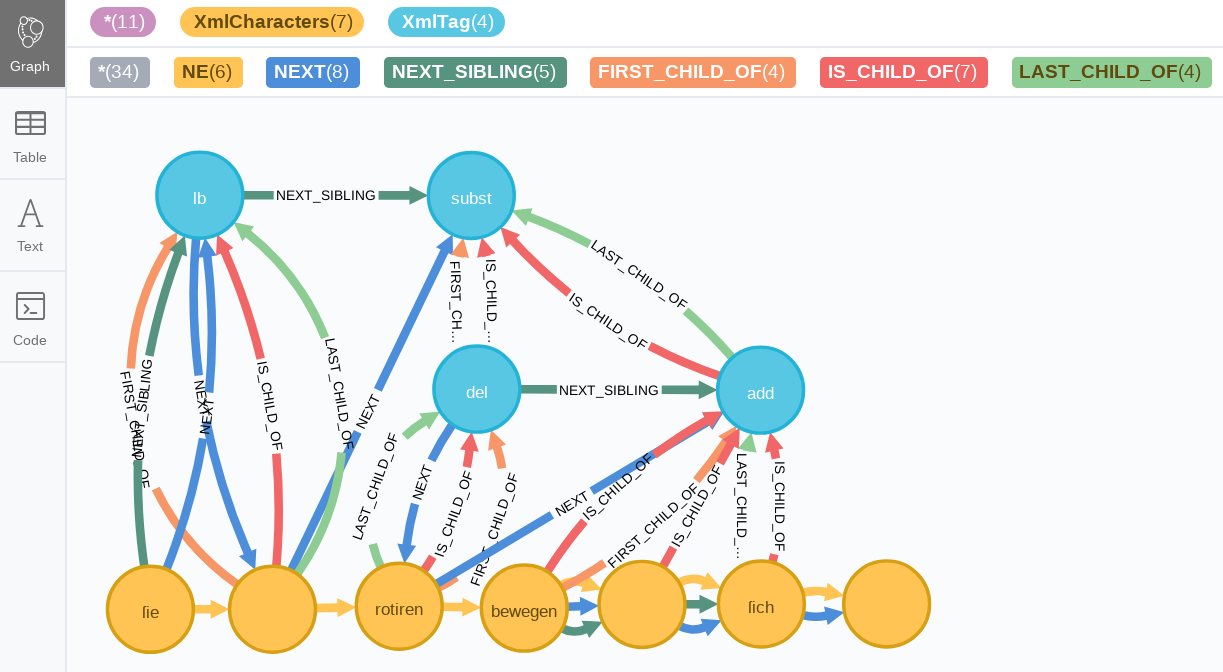 Graph
Table
Text
Code
*(11) XmlCharacters(7) XmlTag(4)
*(34) NE(6) NEXT(8) NEXT_SIBLING(5) FIRST_CHILD_OF(4) IS_CHILD_OF(7) LAST_CHILD_OF(4)
lb NEXT_SIBLING subst
LAST_CHILD_OF
FIRST_CH...
IS_CHILD_...
IS_CHILD_OF
del NEXT_SIBLING add
FIRST_CHILD_OF
NEXT_SIBLING
NEXT
NEXT
IS_CHILD_OF
LAST_CHILD_OF
NEXT
LAST_CHILD_OF
NEXT
IS_CHILD_OF
FIRST_CHILD_OF
NEXT
IS_CHILD_OF
FIRST_CHILD_OF
IS_CHILD_OF
LAST_CHILD_...
IS_CHILD_OF
ſie rotiren bewegen ſich